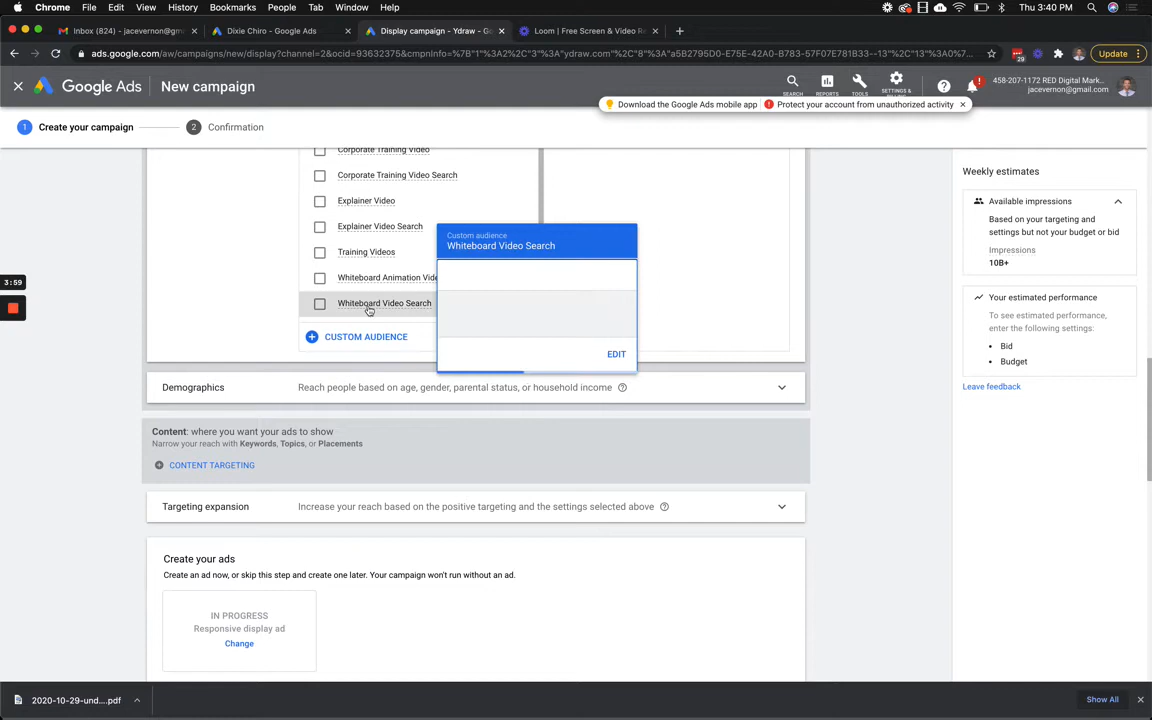 Chrome File Edit View History Bookmarks People Tab Window Help Thu 3:40 PM
Inbox (824) - jacevernon@gm Dixie Chiro - Google Ads Display campaign - Ydraw - G Loom | Free Screen & Video R
ads.google.com/aw/campaigns/new/display?channel=2&ocid=93632375&cmpnInfo=%7B"1%3A"2%2C"3%3A"ydraw.com"%2C"8"%3A"a5B2795D0-E75E-42A0-B783-57F07E781B33--13"%2C"13"%3A0%7... 29 Update
Google Ads New campaign SEARCH REPORTS TOOLS SETTINGS &
458-207-1172 RED Digital Mark...
jacevernon@gmail.com
Download the Google Ads mobile app Protect your account from unauthorized activity
1 Create your campaign 2 Confirmation
Corporate Training Video
Corporate Training Video Search
Explainer Video
Explainer Video Search
Training Videos
Whiteboard Animation Vide
Whiteboard Video Search
CUSTOM AUDIENCE
Custom audience
Whiteboard Video Search
EDIT
Weekly estimates
Available impressions
Based on your targeting and
settings but not your budget or bid
Impressions
10B+
Your estimated performance
To see estimated performance,
enter the following settings:
• Bid
• Budget
Leave feedback
3:59
Demographics Reach people based on age, gender, parental status, or household income
Content: where you want your ads to show
Narrow your reach with Keywords, Topics, or Placements
CONTENT TARGETING
Targeting expansion Increase your reach based on the positive targeting and the settings selected above
Create your ads
Create an ad now, or skip this step and create one later. Your campaign won't run without an ad.
IN PROGRESS
Responsive display ad
Change
2020-10-29-und....pdf Show All